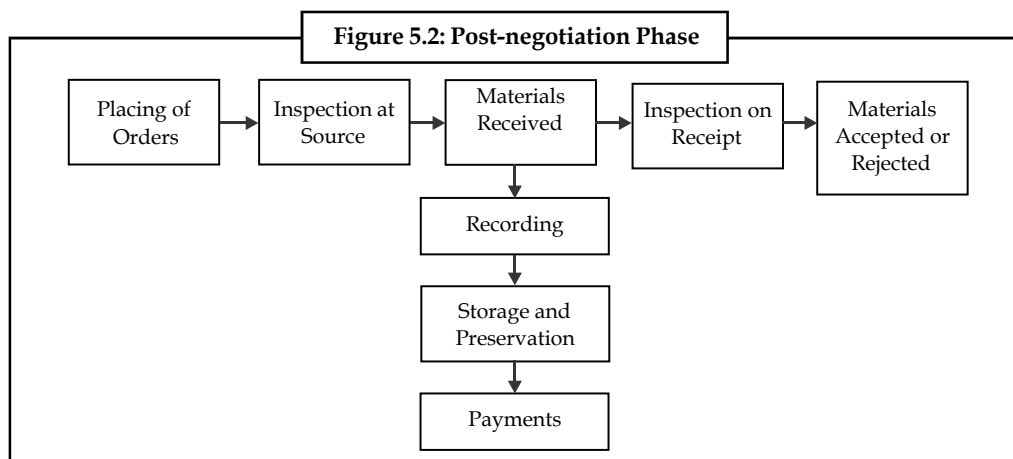 Figure 5.2: Post-negotiation Phase
Placing of
Orders
Inspection at
Source
Materials
Received
Inspection on
Receipt
Materials
Accepted or
Rejected
Recording
Storage and
Preservation
Payments